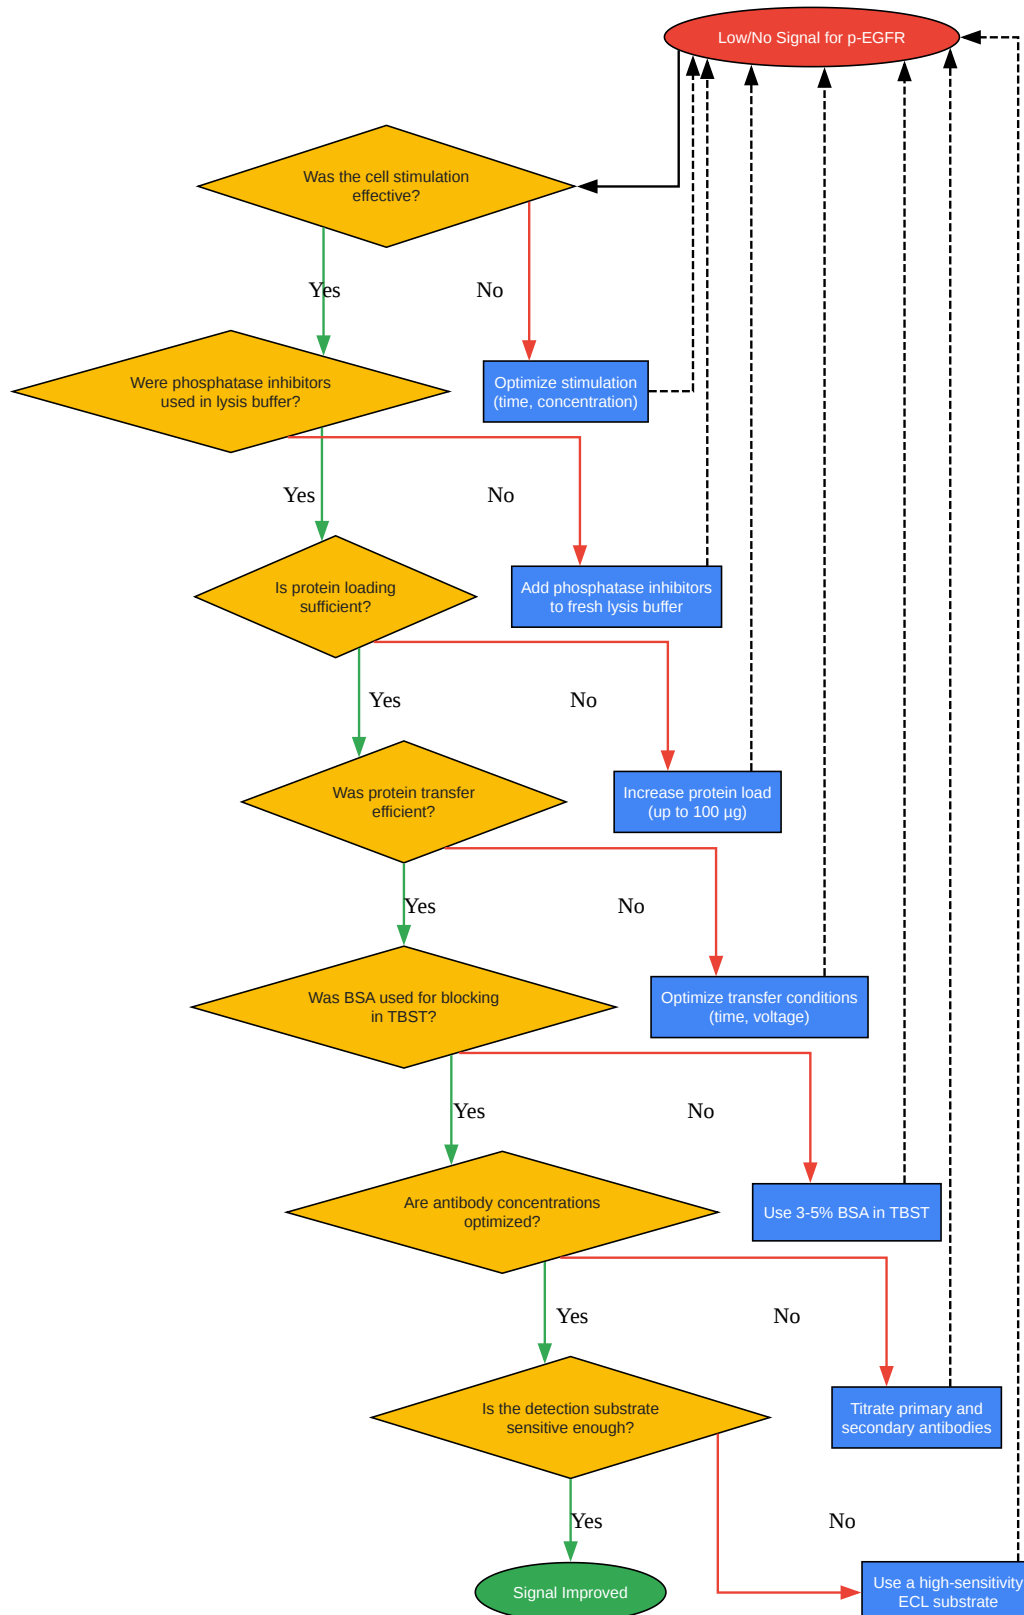 Low/No Signal for p-EGFR
Was the cell stimulation
effective?
Yes
No
Were phosphatase inhibitors
used in lysis buffer?
Optimize stimulation
(time, concentration)
Yes
No
Is protein loading
sufficient?
Add phosphatase inhibitors
to fresh lysis buffer
Yes
No
Was protein transfer
efficient?
Increase protein load
(up to 100 µg)
Yes
No
Was BSA used for blocking
in TBST?
Optimize transfer conditions
(time, voltage)
Yes
No
Are antibody concentrations
optimized?
Use 3-5% BSA in TBST
Yes
No
Is the detection substrate
sensitive enough?
Titrate primary and
secondary antibodies
Yes
No
Signal Improved
Use a high-sensitivity
ECL substrate